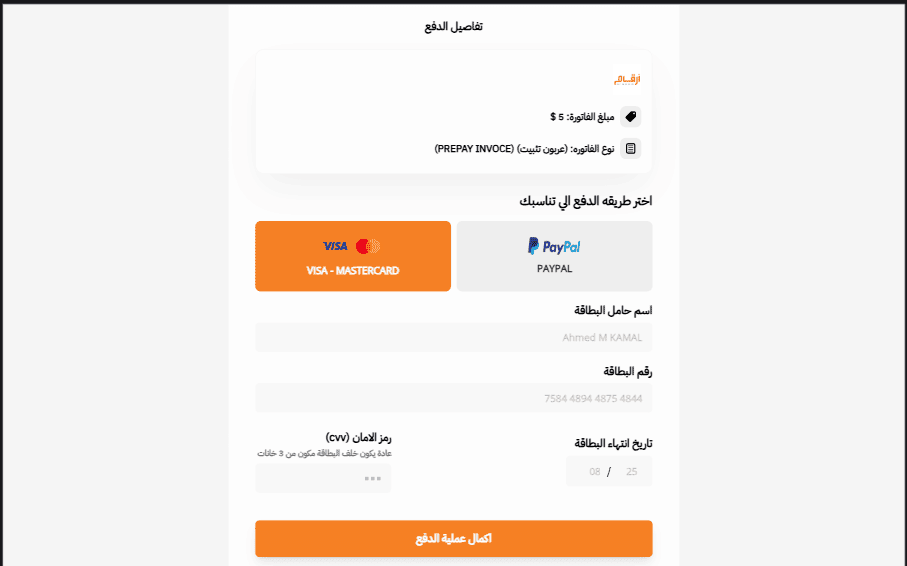 تفاصيل الدفع
أرقــام
مبلغ الفاتورة: 5 $
نوع الفاتوره: (عربون تثبيت) (PREPAY INVOCE)
اختر طريقه الدفع الي تناسبك
PayPal
PAYPAL
VISA
VISA - MASTERCARD
اسم حامل البطاقة
Ahmed M KAMAL
رقم البطاقة
7584 4894 4875 4844
تاريخ انتهاء البطاقة
08 / 25
رمز الامان (cvv)
عادة يكون خلف البطاقة مكون من 3 خانات
•••
اكمال عملية الدفع